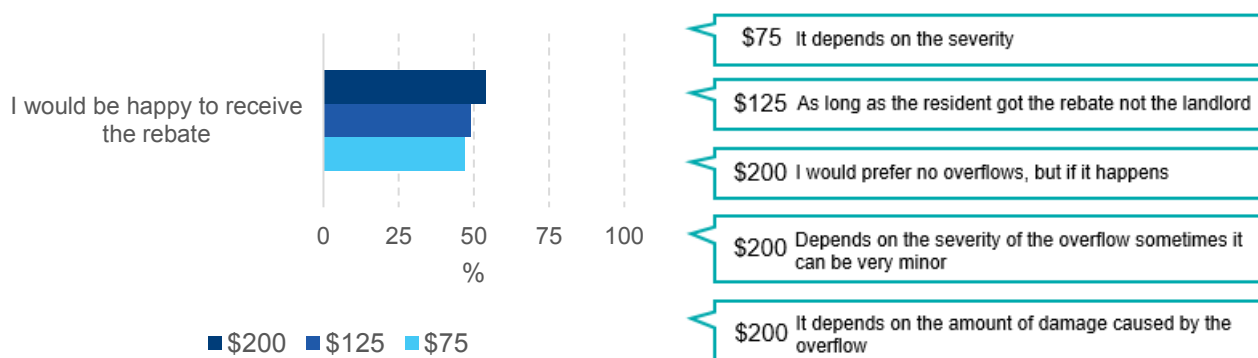 I would be happy to receive
the rebate
0 25 50 75 100
%
$200 $125 $75
$75 It depends on the severity
$125 As long as the resident got the rebate not the landlord
$200 I would prefer no overflows, but if it happens
$200 Depends on the severity of the overflow sometimes it
can be very minor
$200 It depends on the amount of damage caused by the
overflow